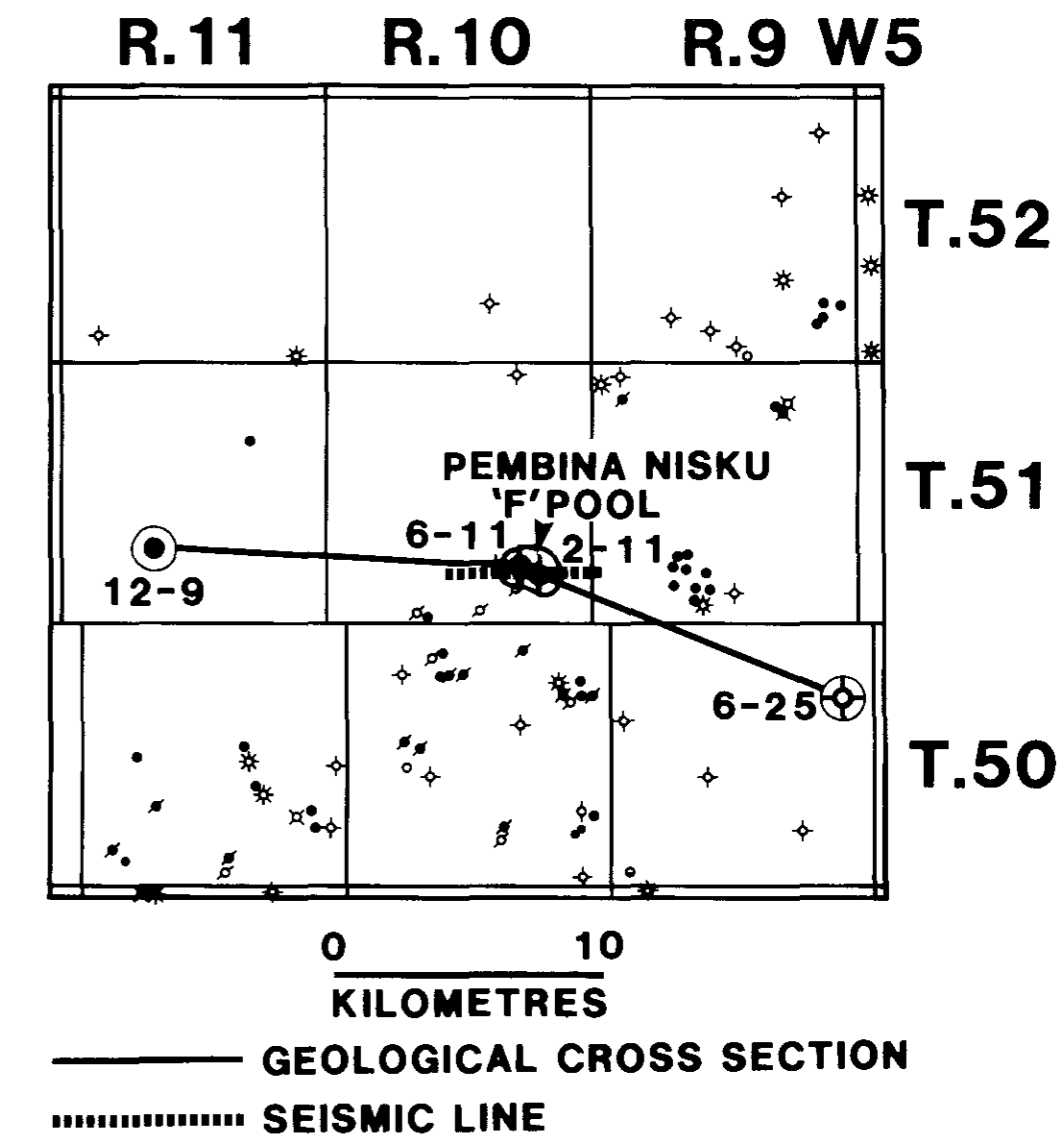 R.11 R.10 R.9 W5
T.52
PEMBINA NISKU
'F' POOL
T.51
6-11
2-11
12-9
6-25
T.50
0 10
KILOMETRES
GEOLOGICAL CROSS SECTION
SEISMIC LINE